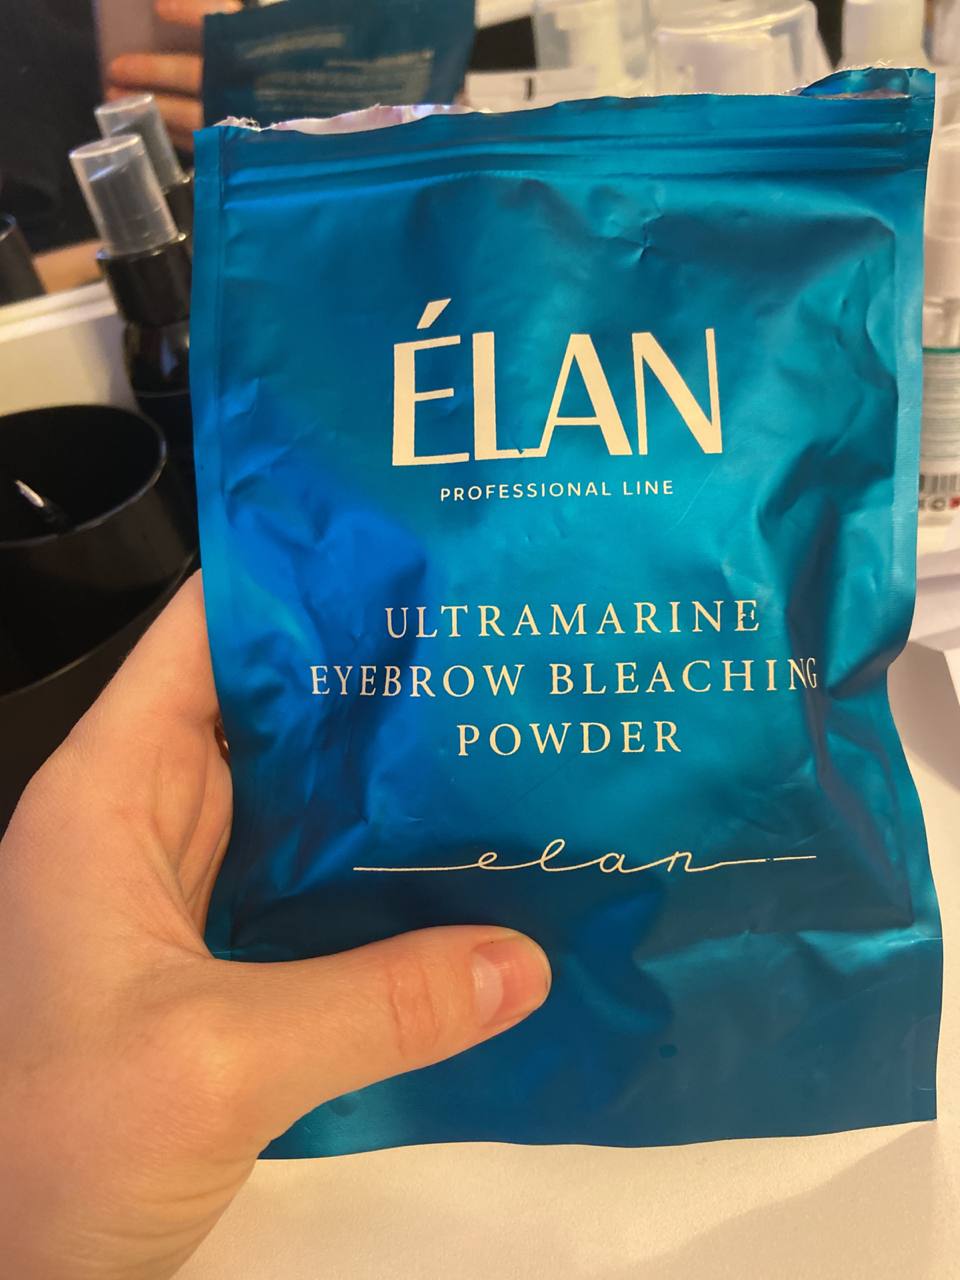 ÉLAN
PROFESSIONAL LINE
ULTRAMARINE
EYEBROW BLEACHING
POWDER
elan